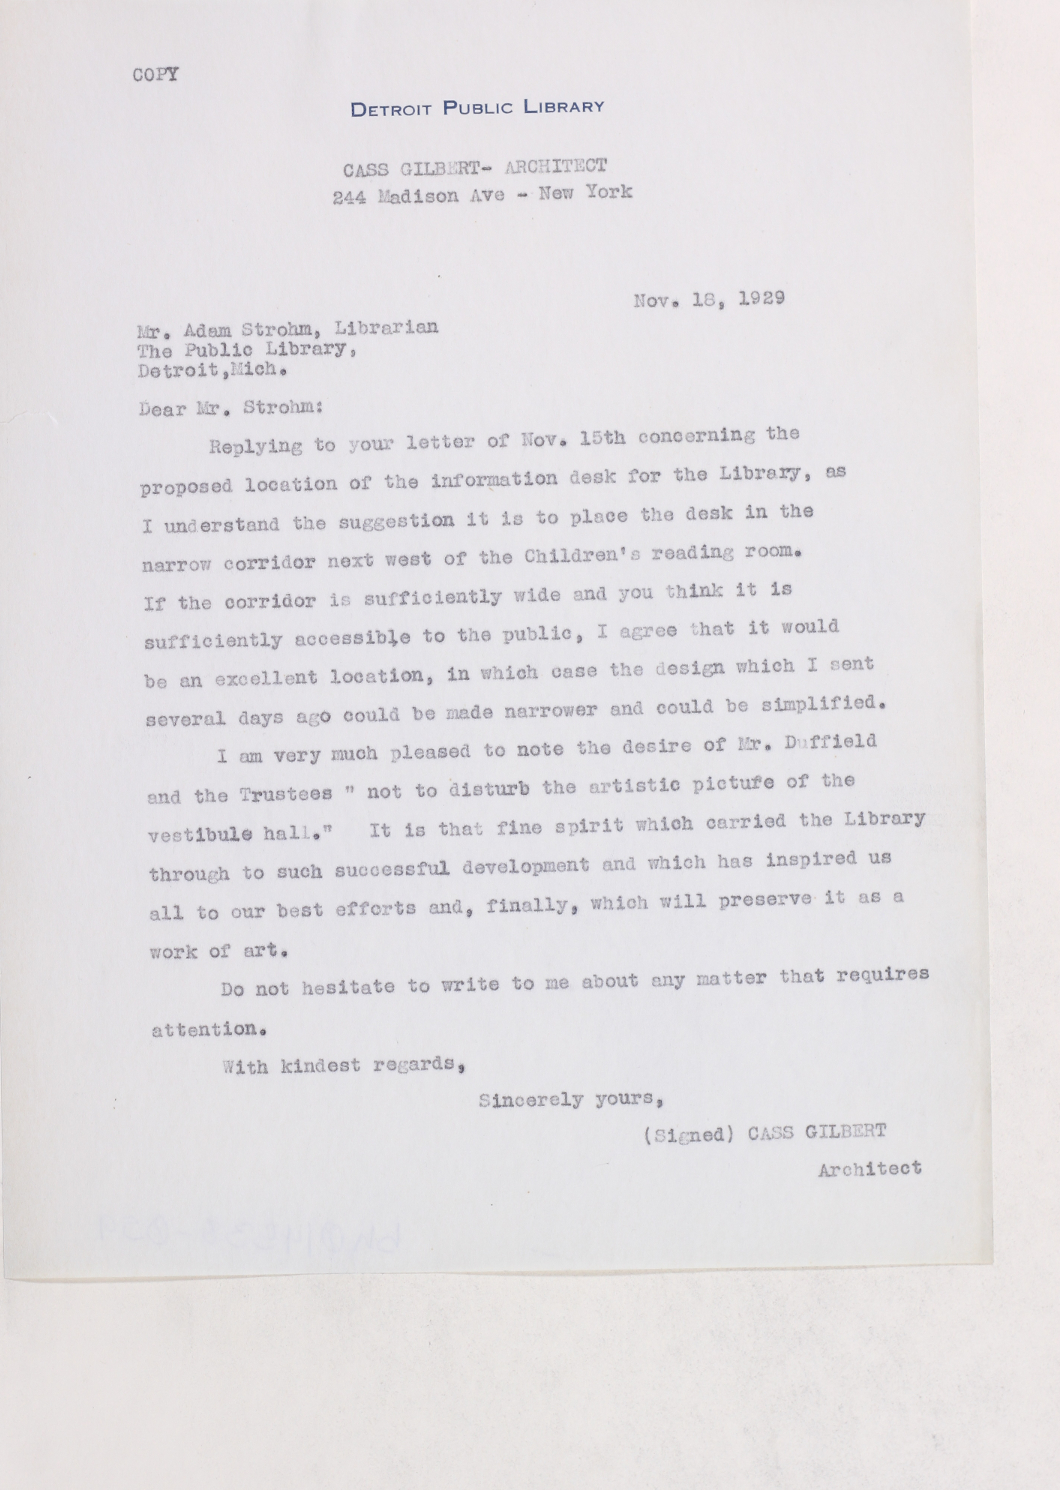 COPY
DETROIT PUBLIC LIBRARY
CASS GILBERT- ARCHITECT
244 Madison Ave - New York
Nov. 18, 1929
Mr. Adam Strohm, Librarian
The Public Library,
Detroit,Mich.
Dear Mr. Strohm:
Replying to your letter of Nov. 15th concerning the
proposed location of the information desk for the Library, as
I understand the suggestion it is to place the desk in the
narrow corridor next west of the Children's reading room.
If the corridor is sufficiently wide and you think it is
sufficiently accessible to the public, I agree that it would
be an excellent location, in which case the design which I sent
several days ago could be made narrower and could be simplified.
I am very much pleased to note the desire of Mr. Duffield
and the Trustees " not to disturb the artistic picture of the
vestibule hall." It is that fine spirit which carried the Library
through to such successful development and which has inspired us
all to our best efforts and, finally, which will preserve it as a
work of art.
Do not hesitate to write to me about any matter that requires
attention.
With kindest regards,
Sincerely yours,
(Signed) CASS GILBERT
Architect